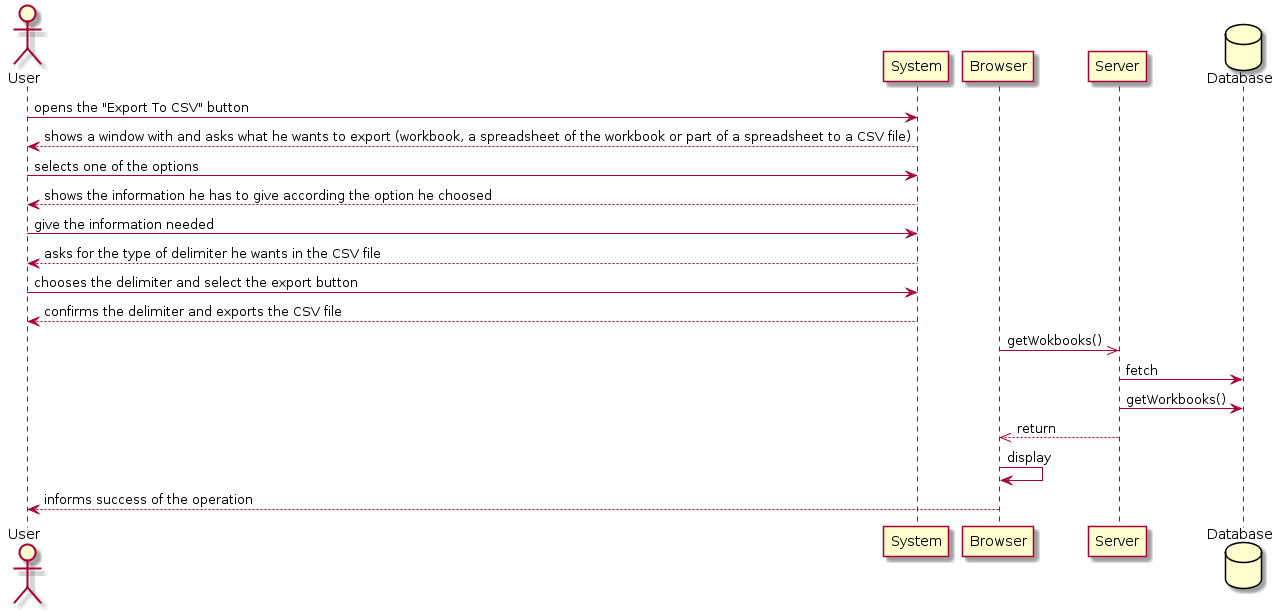 User
System
Browser
Server
Database
opens the "Export To CSV" button
shows a window with and asks what he wants to export (workbook, a spreadsheet of the workbook or part of a spreadsheet to a CSV file)
selects one of the options
shows the information he has to give according the option he choosed
give the information needed
asks for the type of delimiter he wants in the CSV file
chooses the delimiter and select the export button
confirms the delimiter and exports the CSV file
getWokbooks()
fetch
getWorkbooks()
return
display
informs success of the operation
User
System
Browser
Server
Database